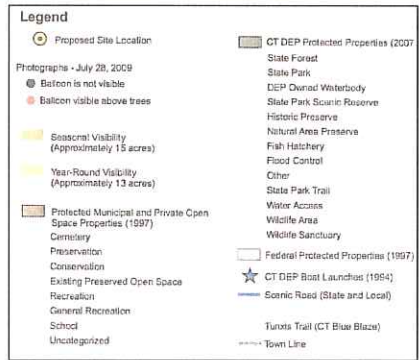 Legend
Proposed Site Location
Photographs - July 28, 2009
Balloon is not visible
Balloon visible above trees
Seasonal Visibility
(Approximately 15 acres)
Year-Round Visibility
(Approximately 13 acres)
Protected Municipal and Private Open
Space Properties (1997)
Cemetery
Preservation
Conservation
Existing Preserved Open Space
Recreation
General Recreation
School
Uncategorized
CT DEP Protected Properties (2007
State Forest
State Park
DEP Owned Waterbody
State Park Scenic Reserve
Historic Preserve
Natural Area Preserve
Fish Hatchery
Flood Control
Other
State Park Trail
Water Access
Wildlife Area
Wildlife Sanctuary
Federal Protected Properties (1997)
CT DEP Boat Launches (1994)
Scenic Road (State and Local)
Tunxis Trail (CT Blue Blaze)
Town Line